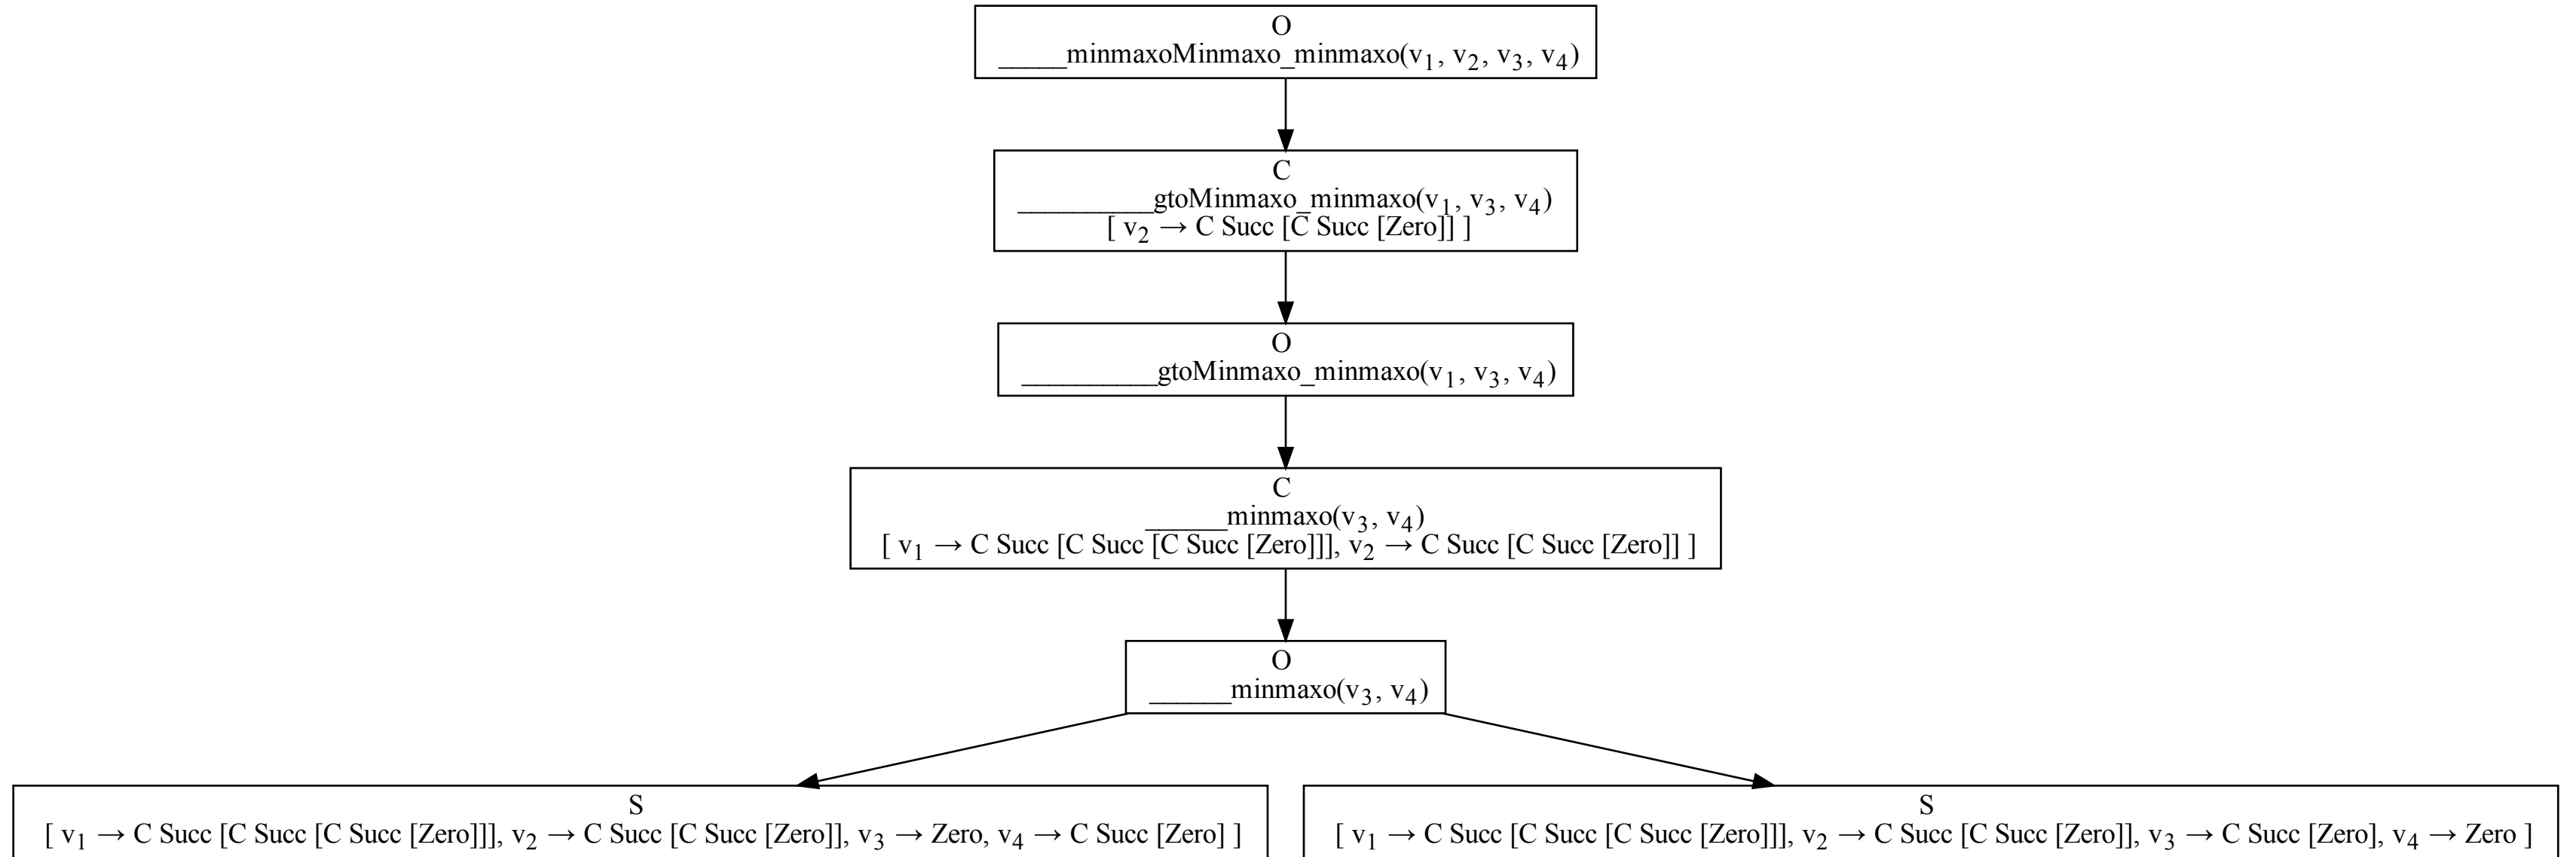 O
_____minmaxoMinmaxo_minmaxo(v1, v2, v3, v4)
C
__________gtoMinmaxo_minmaxo(v1, v3, v4)
[ v2 → C Succ [C Succ [Zero]] ]
O
__________gtoMinmaxo_minmaxo(v1, v3, v4)
C
______minmaxo(v3, v4)
[ v1 → C Succ [C Succ [C Succ [Zero]]], v2 → C Succ [C Succ [Zero]] ]
O
______minmaxo(v3, v4)
S
[ v1 → C Succ [C Succ [C Succ [Zero]]], v2 → C Succ [C Succ [Zero]], v3 → Zero, v4 → C Succ [Zero] ]
S
[ v1 → C Succ [C Succ [C Succ [Zero]]], v2 → C Succ [C Succ [Zero]], v3 → C Succ [Zero], v4 → Zero ]